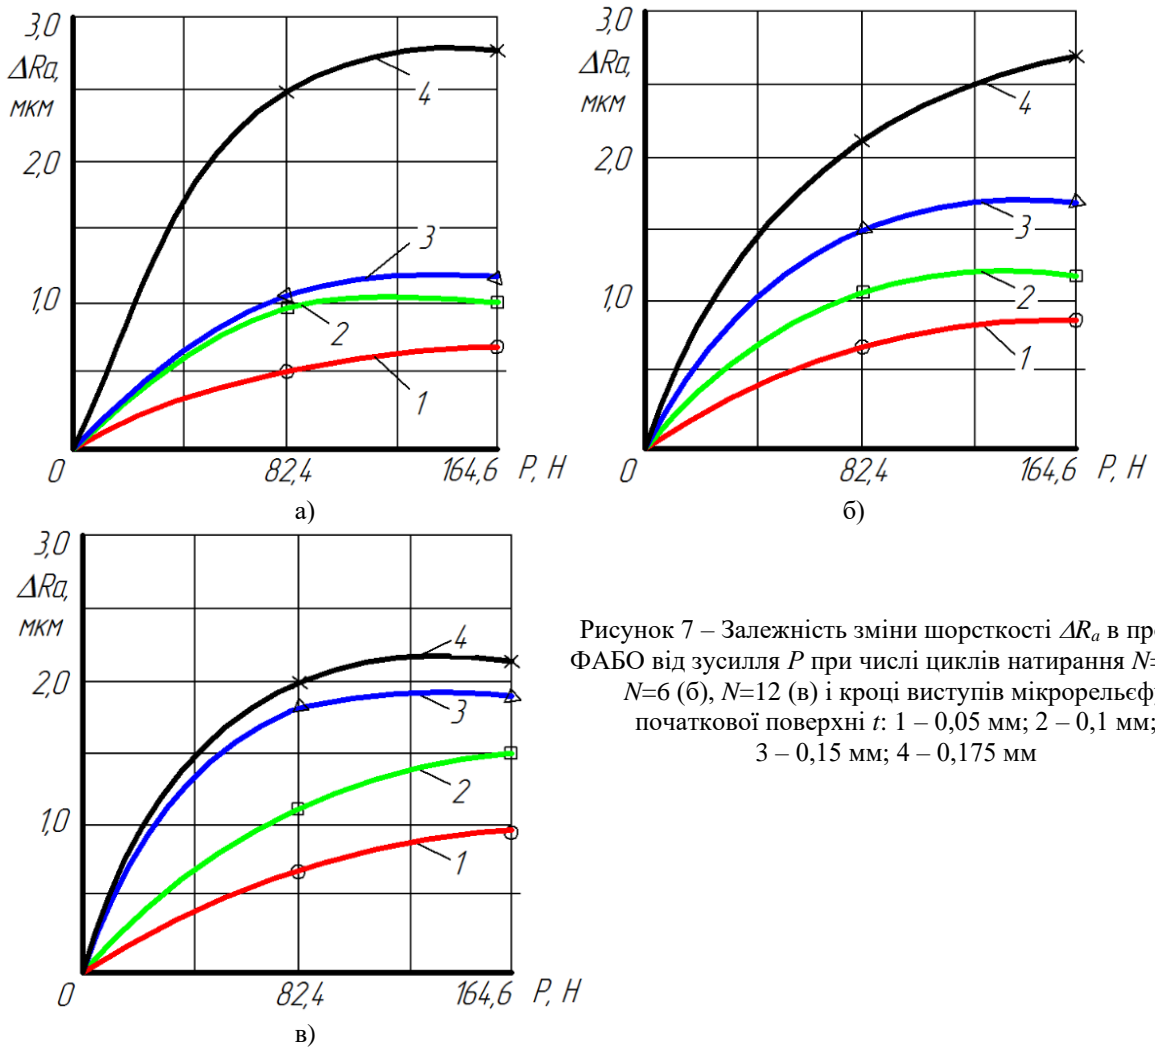 3,0
ΔRa,
мкм
2,0
1,0
0
82,4
164,6
P, H
4
3
2
1
а)
3,0
ΔRa,
мкм
2,0
1,0
0
82,4
164,6
P, H
4
3
2
1
б)
3,0
ΔRa,
мкм
2,0
1,0
0
82,4
164,6
P, H
4
3
2
1
в)
Рисунок 7 – Залежність зміни шорсткості ΔRa в
ФАБО від зусилля P при числі циклів натирання N=
N=6 (б), N=12 (в) і кроці виступів мікрорельєфу
початкової поверхні t: 1 – 0,05 мм; 2 – 0,1 мм;
3 – 0,15 мм; 4 – 0,175 мм